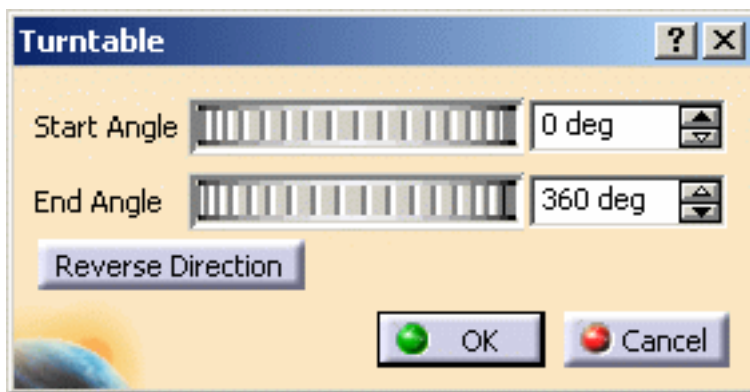 Turntable ?
Start Angle 0 deg
End Angle 360 deg
Reverse Direction
OK Cancel